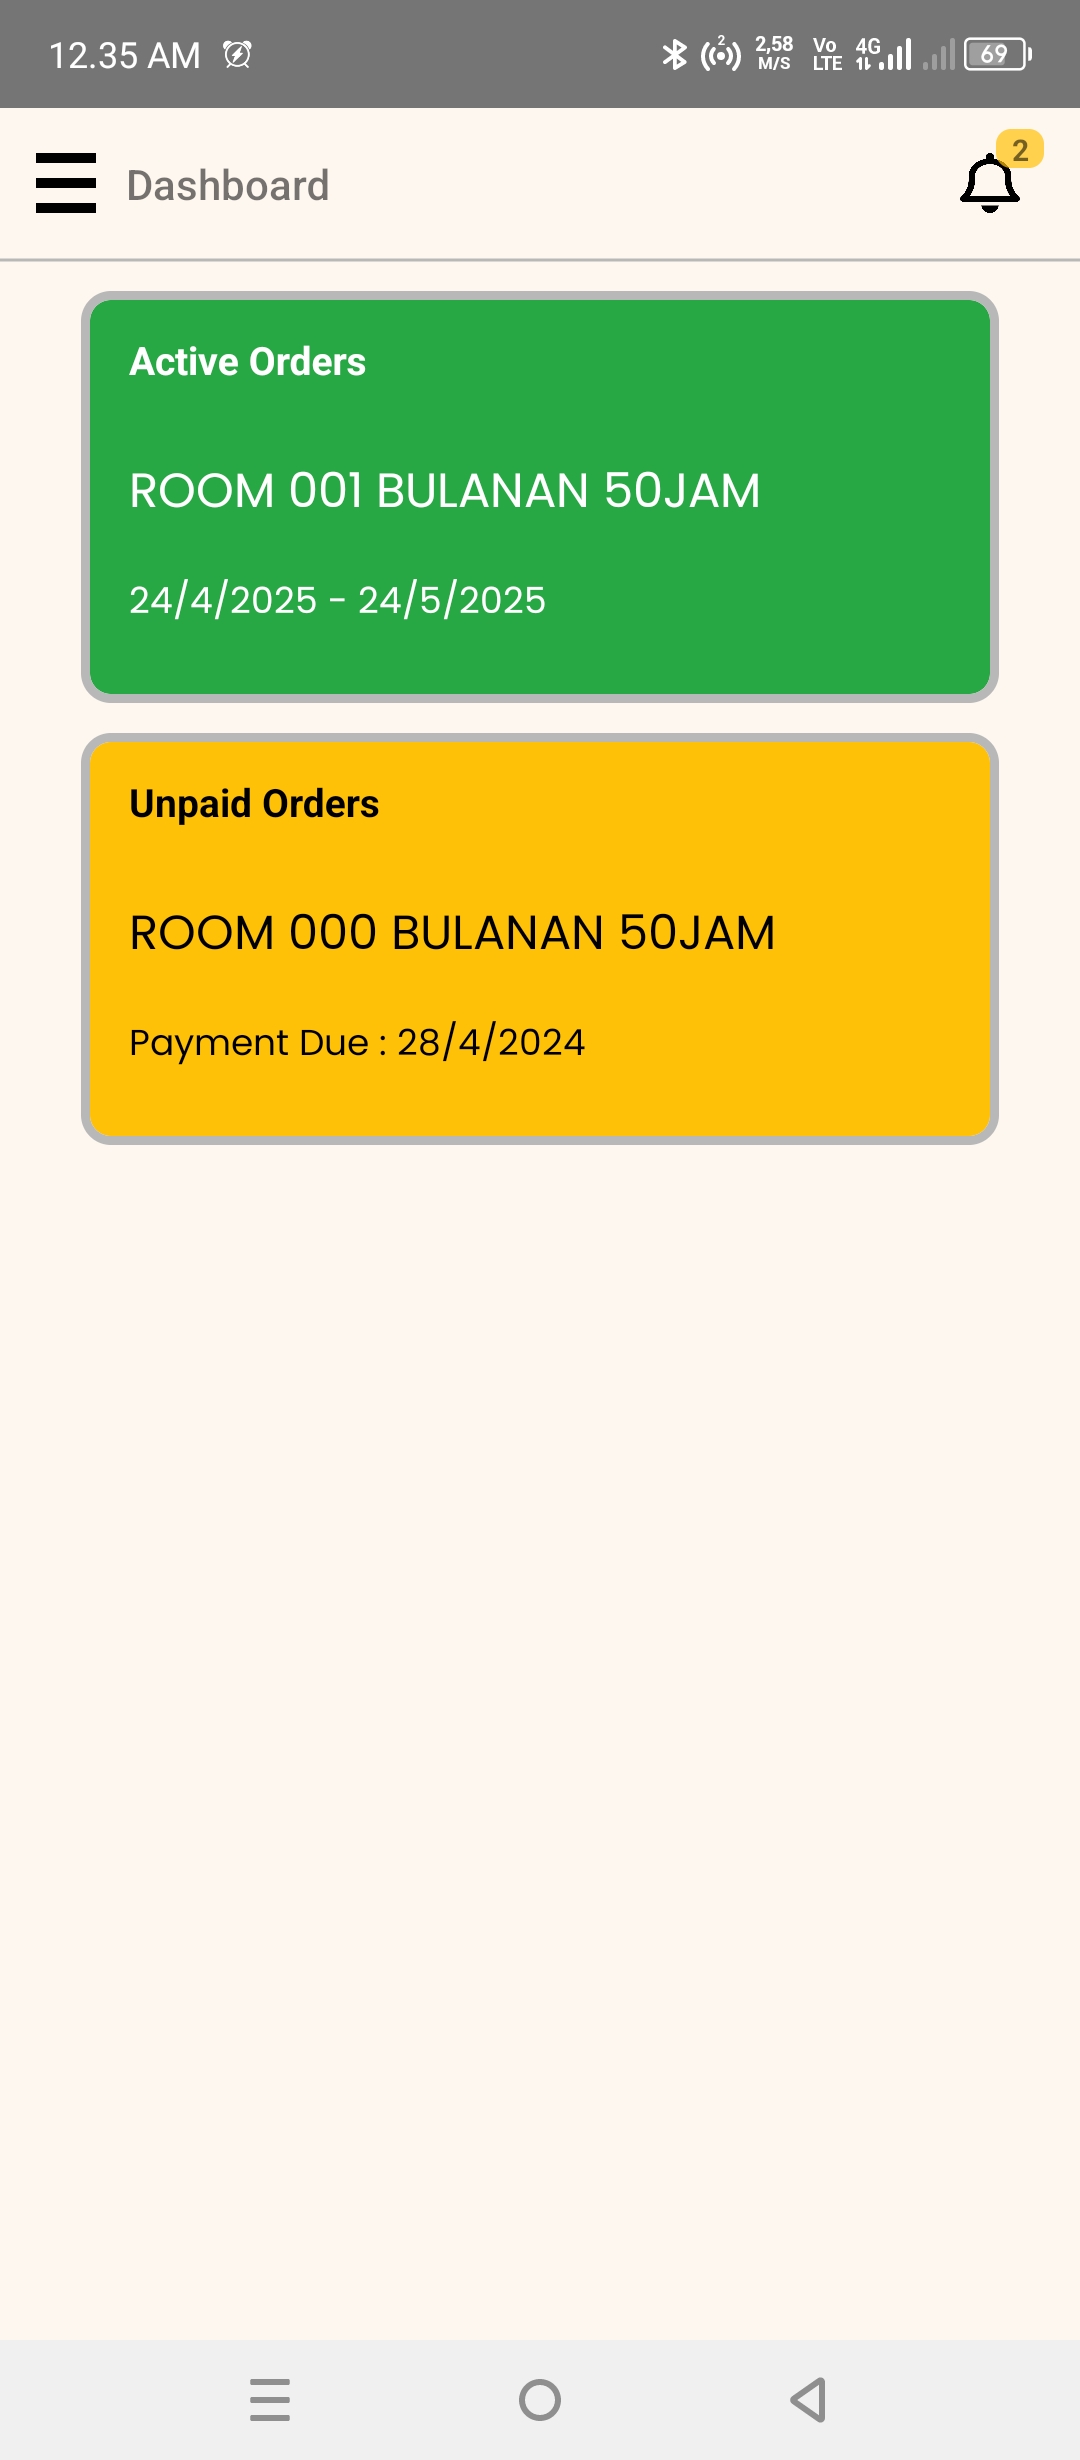 12.35 AM 2 2,58 M/S Vo LTE 4G 69
Dashboard 2
Active Orders
ROOM 001 BULANAN 50JAM
24/4/2025 - 24/5/2025
Unpaid Orders
ROOM 000 BULANAN 50JAM
Payment Due : 28/4/2024